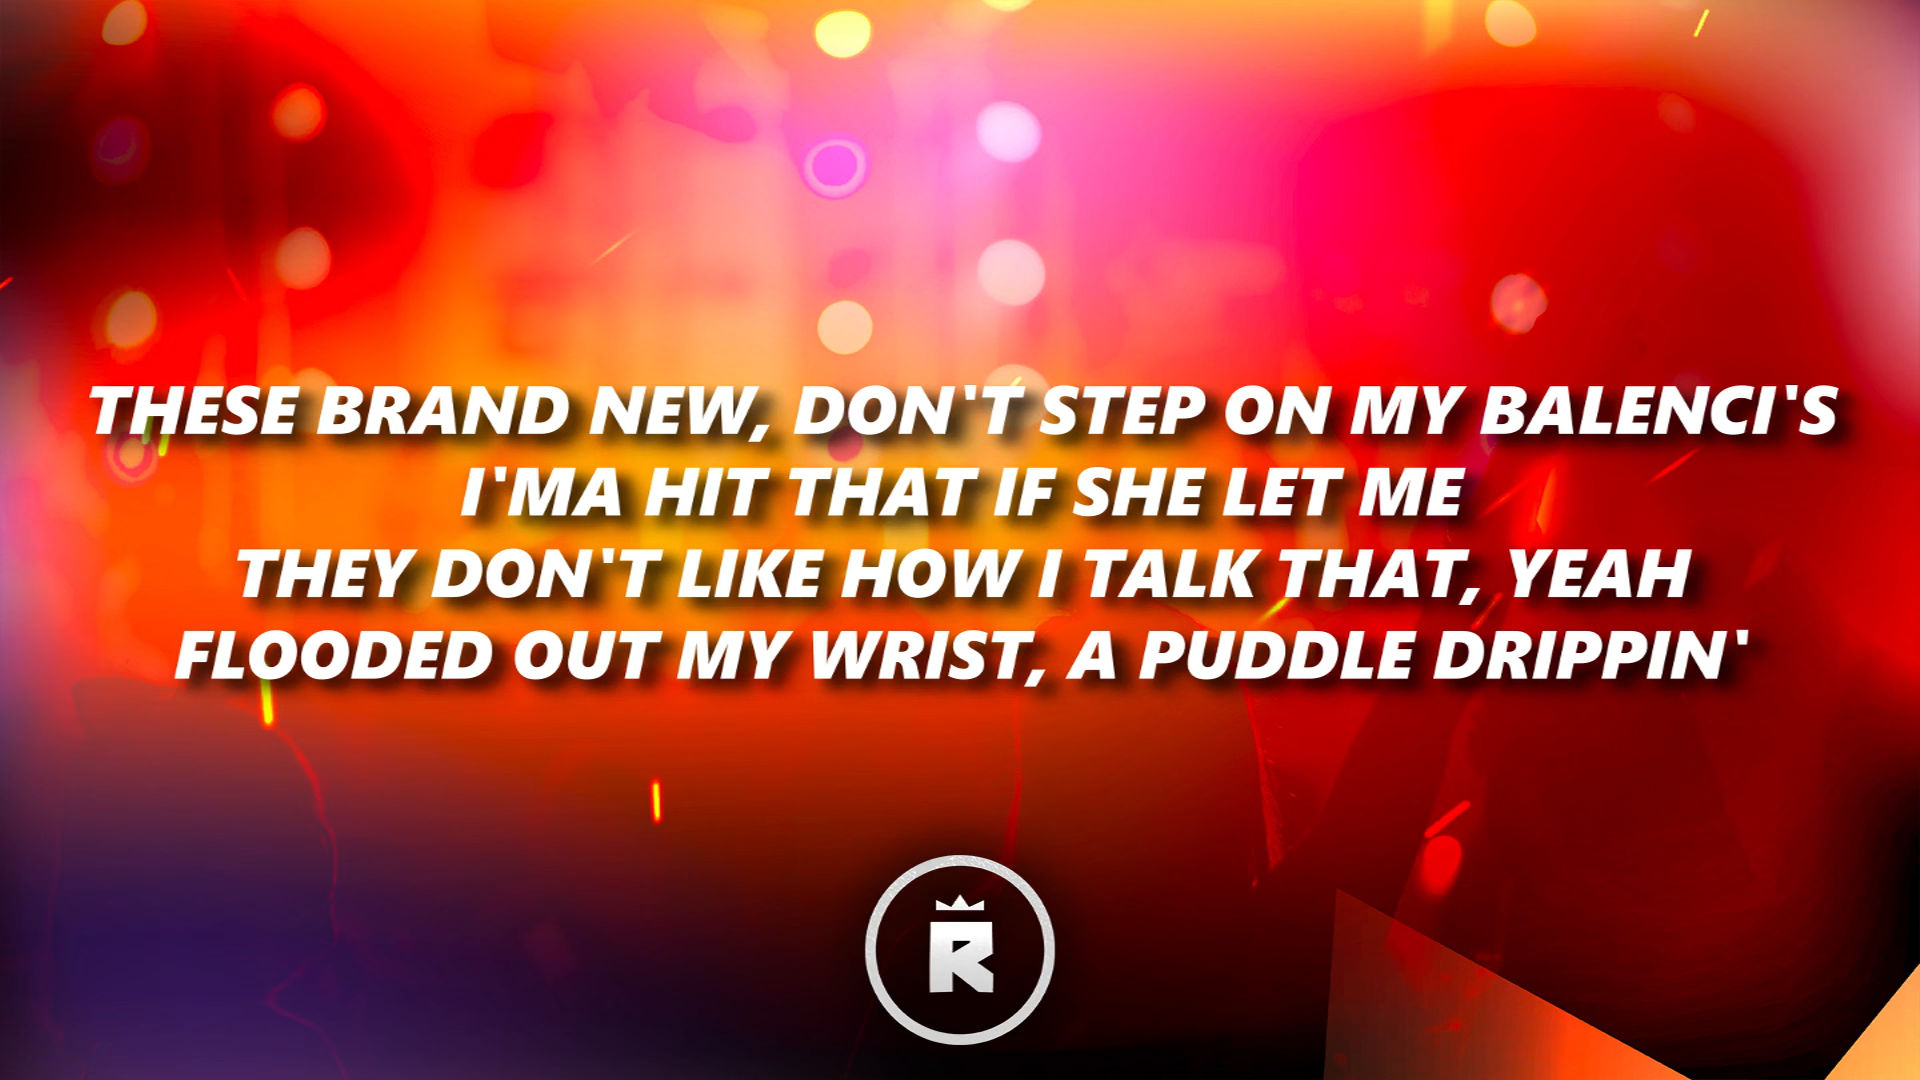 THESE BRAND NEW, DON'T STEP ON MY BALENCI'S
I'MA HIT THAT IF SHE LET ME
THEY DON'T LIKE HOW I TALK THAT, YEAH
FLOODED OUT MY WRIST, A PUDDLE DRIPPIN'
R